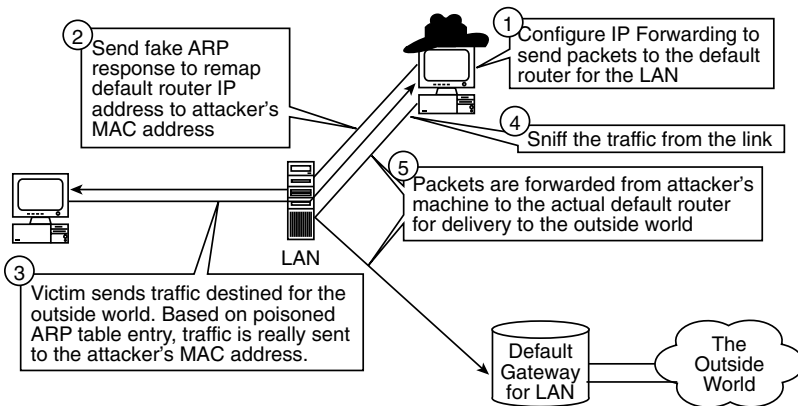 1
Configure IP Forwarding to
send packets to the default
router for the LAN
2
Send fake ARP
response to remap
default router IP
address to attacker's
MAC address
4
Sniff the traffic from the link
5
Packets are forwarded from attacker's
machine to the actual default router
for delivery to the outside world
LAN
3
Victim sends traffic destined for the
outside world. Based on poisoned
ARP table entry, traffic is really sent
to the attacker's MAC address.
Default
Gateway
for LAN
The
Outside
World